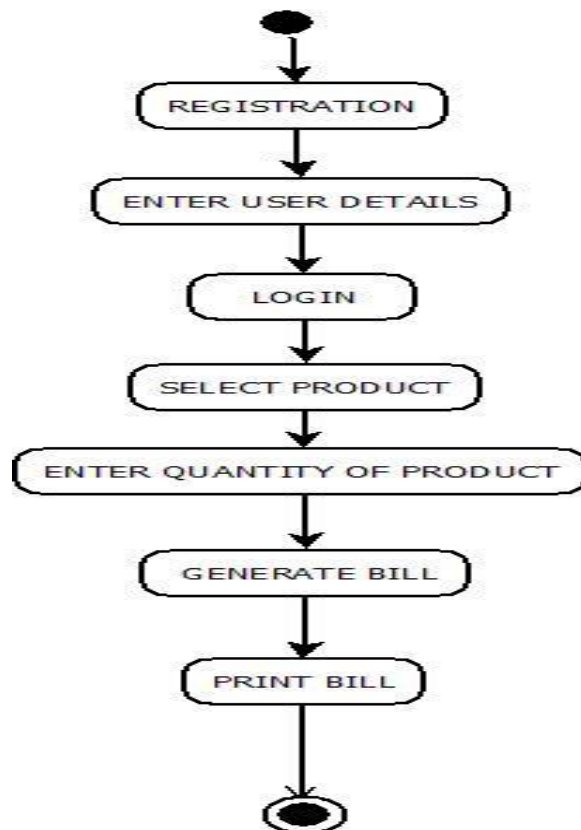 REGISTRATION
ENTER USER DETAILS
LOGIN
SELECT PRODUCT
ENTER QUANTITY OF PRODUCT
GENERATE BILL
PRINT BILL